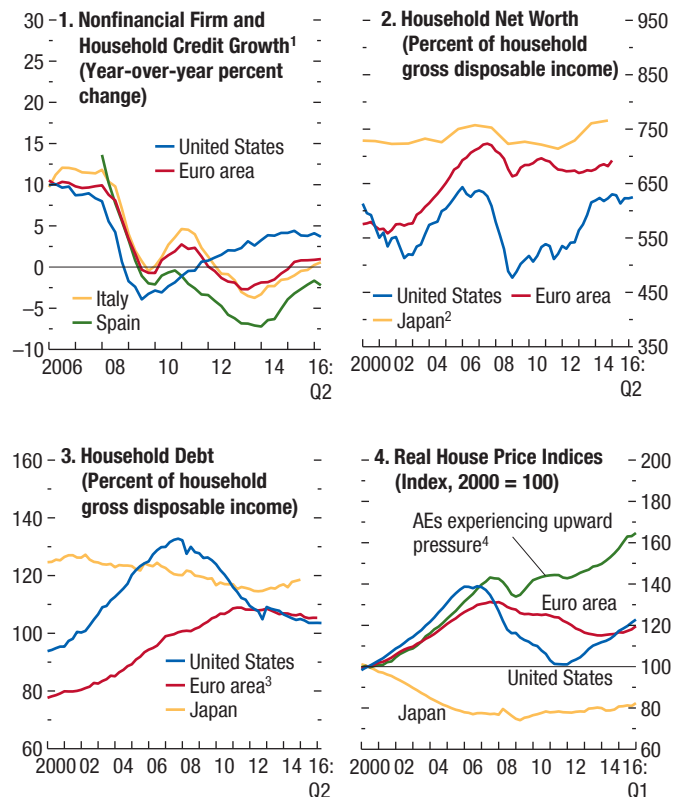 1. Nonfinancial Firm and
Household Credit Growth¹
(Year-over-year percent
change)
30
25
20
15
10
5
0
–5
–10
United States
Euro area
Italy
Spain
2006 08 10 12 14 16:
Q2
2. Household Net Worth
(Percent of household
gross disposable income)
950
850
750
650
550
450
350
United States
Euro area
Japan²
2000 02 04 06 08 10 12 14 16:
Q2
3. Household Debt
(Percent of household
gross disposable income)
160
140
120
100
80
60
United States
Euro area³
Japan
2000 02 04 06 08 10 12 14 16:
Q2
4. Real House Price Indices
(Index, 2000 = 100)
200
180
160
140
120
100
80
60
AEs experiencing upward
pressure⁴
Euro area
United States
Japan
2000 02 04 06 08 10 12 14 16:
Q1